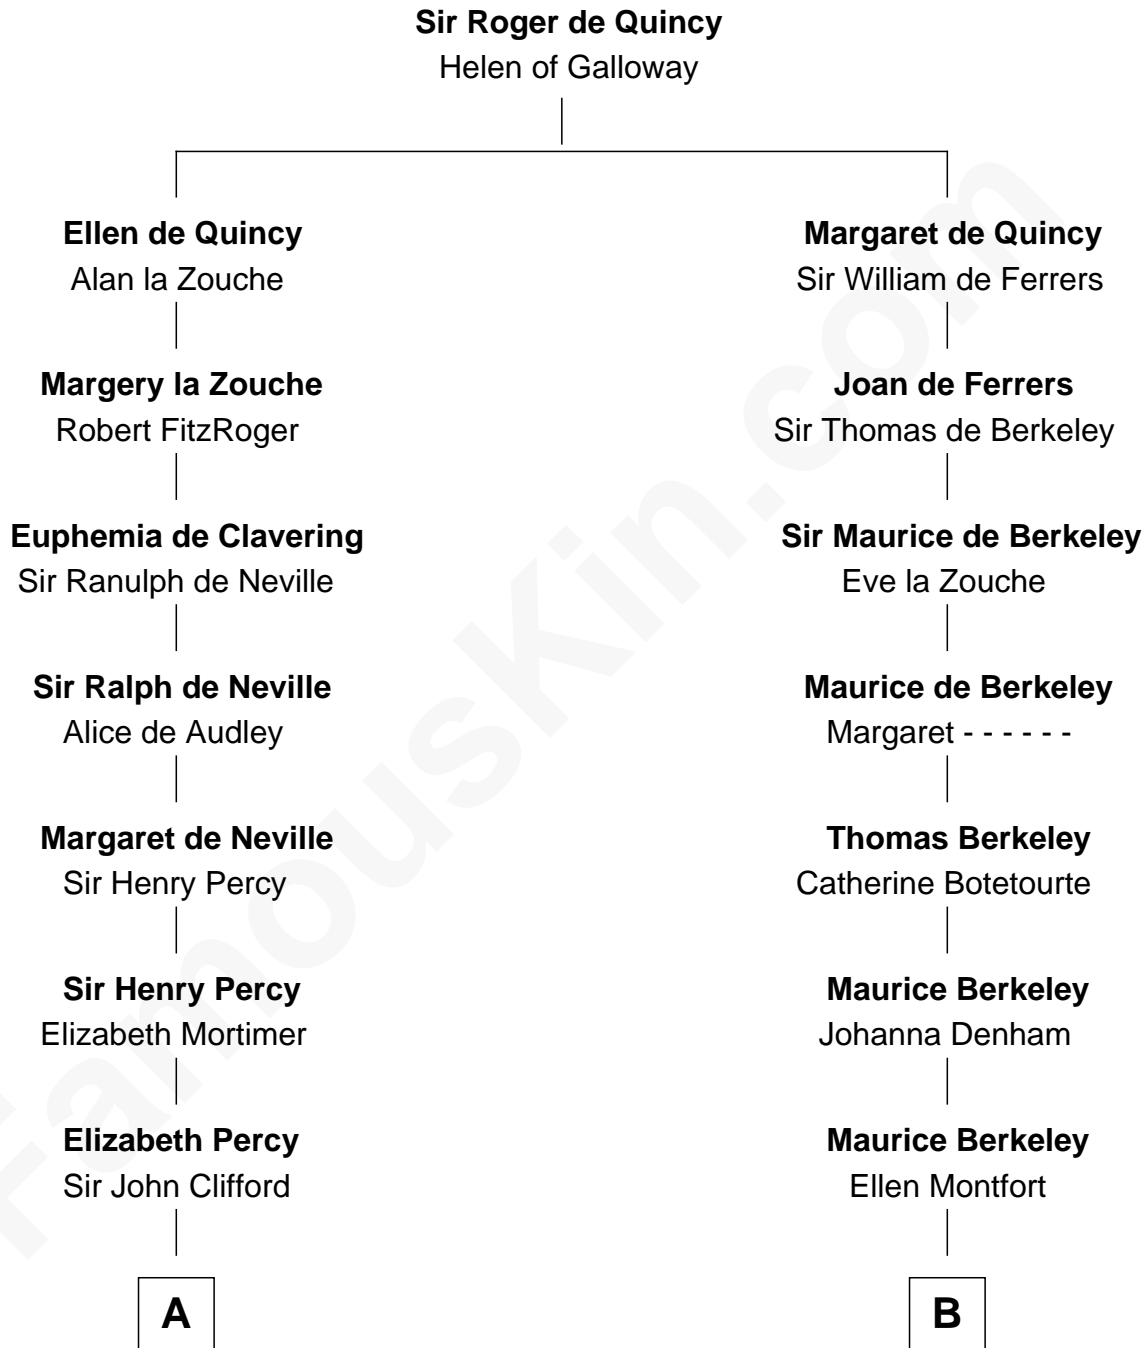 Sir Roger de Quincy
Helen of Galloway
Ellen de Quincy
Alan la Zouche
Margaret de Quincy
Sir William de Ferrers
Margery la Zouche
Robert FitzRoger
Joan de Ferrers
Sir Thomas de Berkeley
Euphemia de Clavering
Sir Ranulph de Neville
Sir Maurice de Berkeley
Eve la Zouche
Sir Ralph de Neville
Alice de Audley
Maurice de Berkeley
Margaret - - - - - -
Margaret de Neville
Sir Henry Percy
Thomas Berkeley
Catherine Botetourte
Sir Henry Percy
Elizabeth Mortimer
Maurice Berkeley
Johanna Denham
Elizabeth Percy
Sir John Clifford
Maurice Berkeley
Ellen Montfort
A
B
FamousKin.com